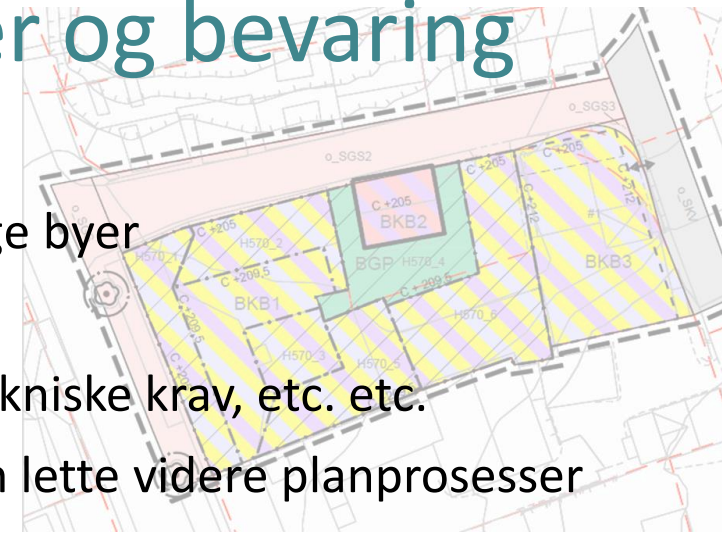 er og bevaring
o_SGS3
o_SGS2
C +205
C +212
C +205
BKB2
C +205
H570_2
H570_1
ge byer
BGP H570_4
BKB3
#1
o_SKV
C +212
C +209,5
C +209,5
BKB1
C +209,5
H570_6
H570_3
H570_5
kniske krav, etc. etc.
n lette videre planprosesser